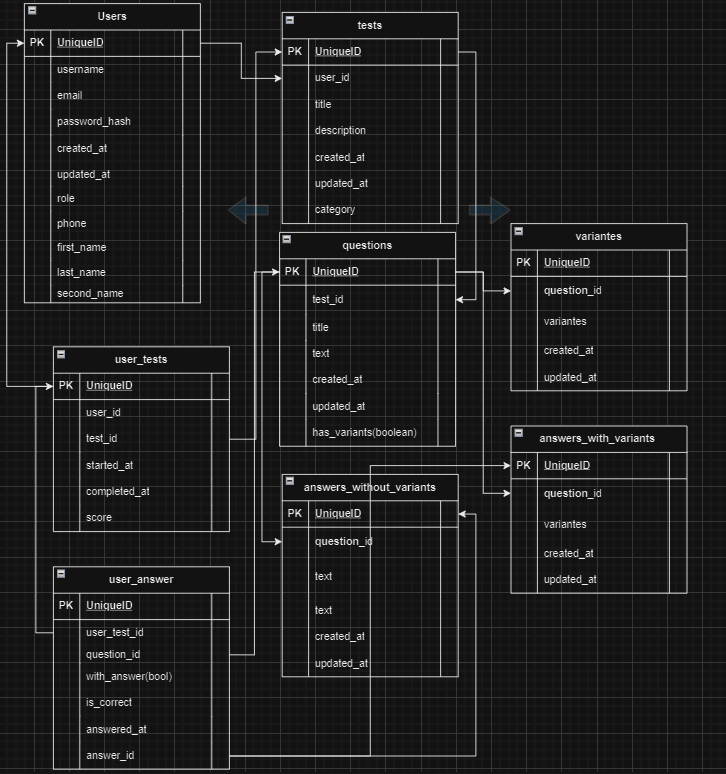 Users
PK UniqueID
username
email
password_hash
created_at
updated_at
role
phone
first_name
last_name
second_name
tests
PK UniqueID
user_id
title
description
created_at
updated_at
category
questions
PK UniqueID
test_id
title
text
created_at
updated_at
has_variants(boolean)
variantes
PK UniqueID
question_id
variantes
created_at
updated_at
user_tests
PK UniqueID
user_id
test_id
started_at
completed_at
score
answers_with_variants
PK UniqueID
question_id
variantes
created_at
updated_at
answers_without_variants
PK UniqueID
question_id
text
text
created_at
updated_at
user_answer
PK UniqueID
user_test_id
question_id
with_answer(bool)
is_correct
answered_at
answer_id